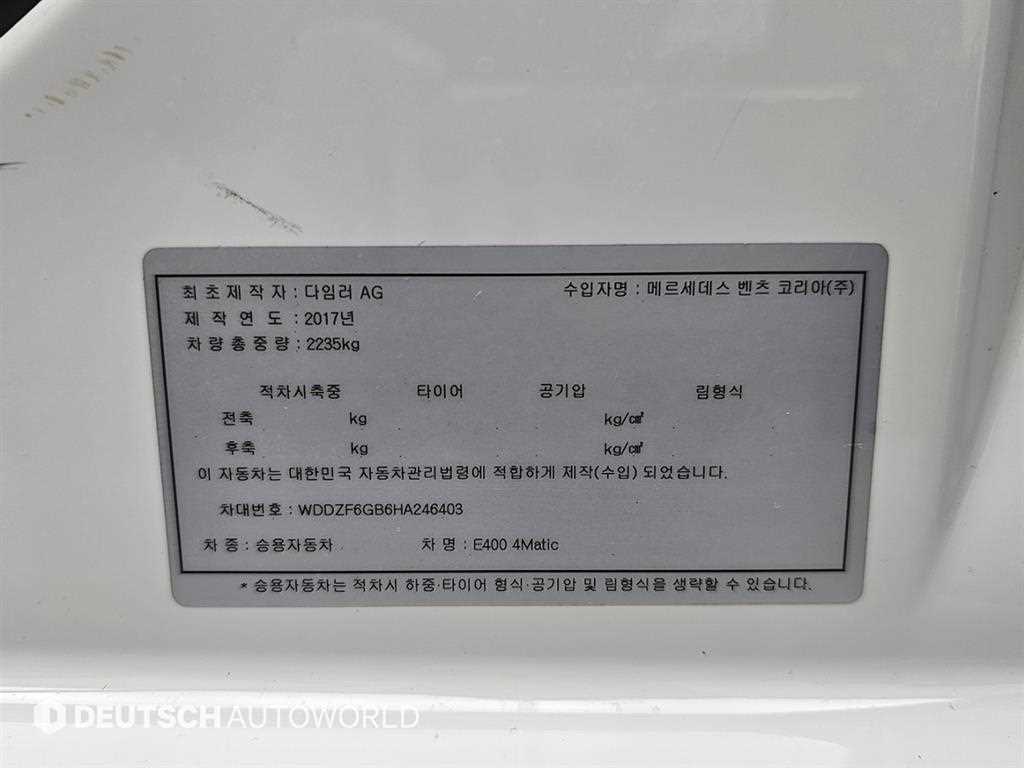 최초제작자 : 다임러 AG 수입자명 : 메르세데스 벤츠 코리아(주)
제 작 연 도 : 2017년
차 량 총 중 량 : 2235kg
적차시축중 타이어 공기압 림형식
전축 kg kg/㎠
후축 kg kg/㎠
이 자동차는 대한민국 자동차관리법령에 적합하게 제작(수입) 되었습니다.
차대번호 : WDDZF6GB6HA246403
차 종 : 승용자동차 차 명 : E400 4Matic
* 승용자동차는 적차시 하중·타이어 형식·공기압 및 림형식을 생략할 수 있습니다.
DEUTSCH AUTOWORLD